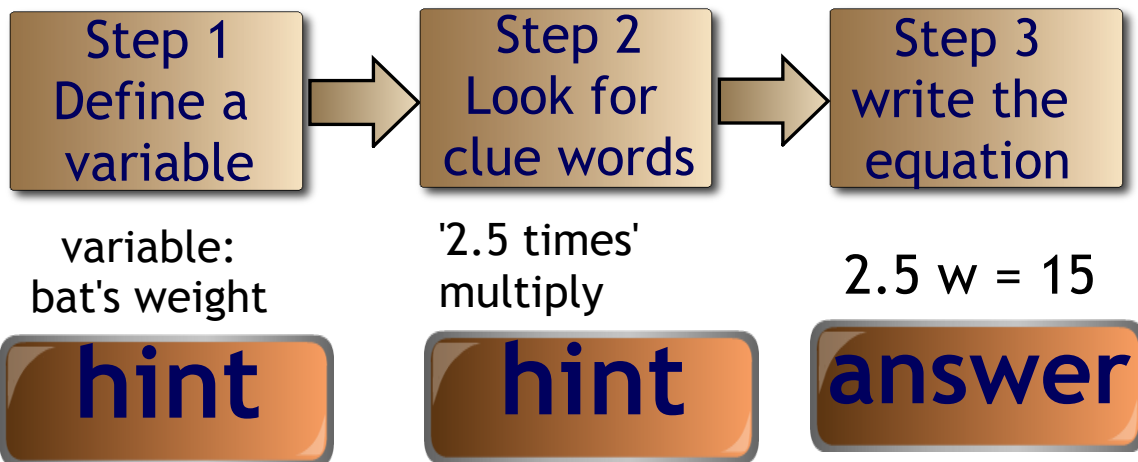 Step 1
Define a
variable
Step 2
Look for
clue words
Step 3
write the
equation
variable:
bat's weight
'2.5 times'
multiply
2.5 w = 15
hint
hint
answer